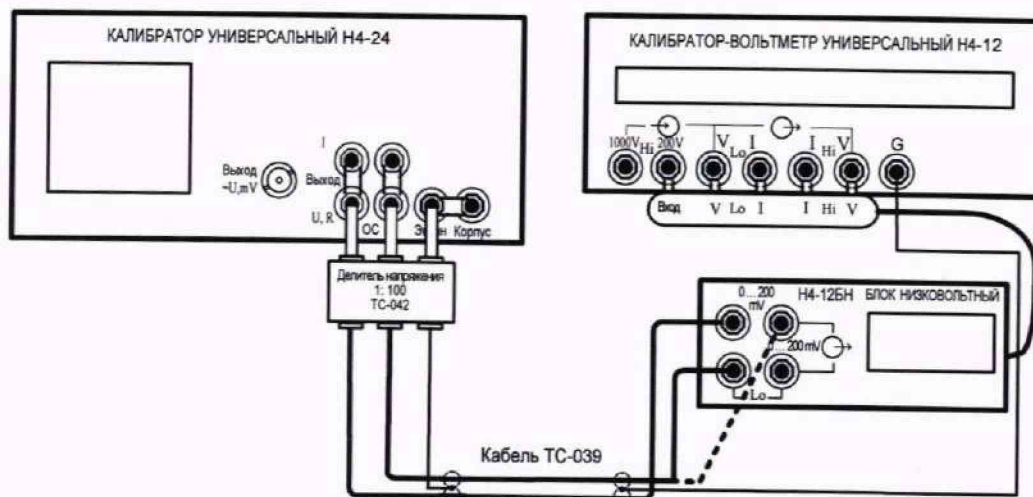 КАЛИБРАТОР УНИВЕРСАЛЬНЫЙ Н4-24
I
Выход
~U,mV
Выход
U, R
ОС
Корпус
Делитель напряжения
1: 100
ТС-042
КАЛИБРАТОР-ВОЛЬТМЕТР УНИВЕРСАЛЬНЫЙ Н4-12
1000V Hi 200V V Lo I I Hi V G
Вход V Lo I I Hi V
0...200 mV
Н4-12БН БЛОК НИЗКОВОЛЬТНЫЙ
...200 mV
Lo
Кабель ТС-039